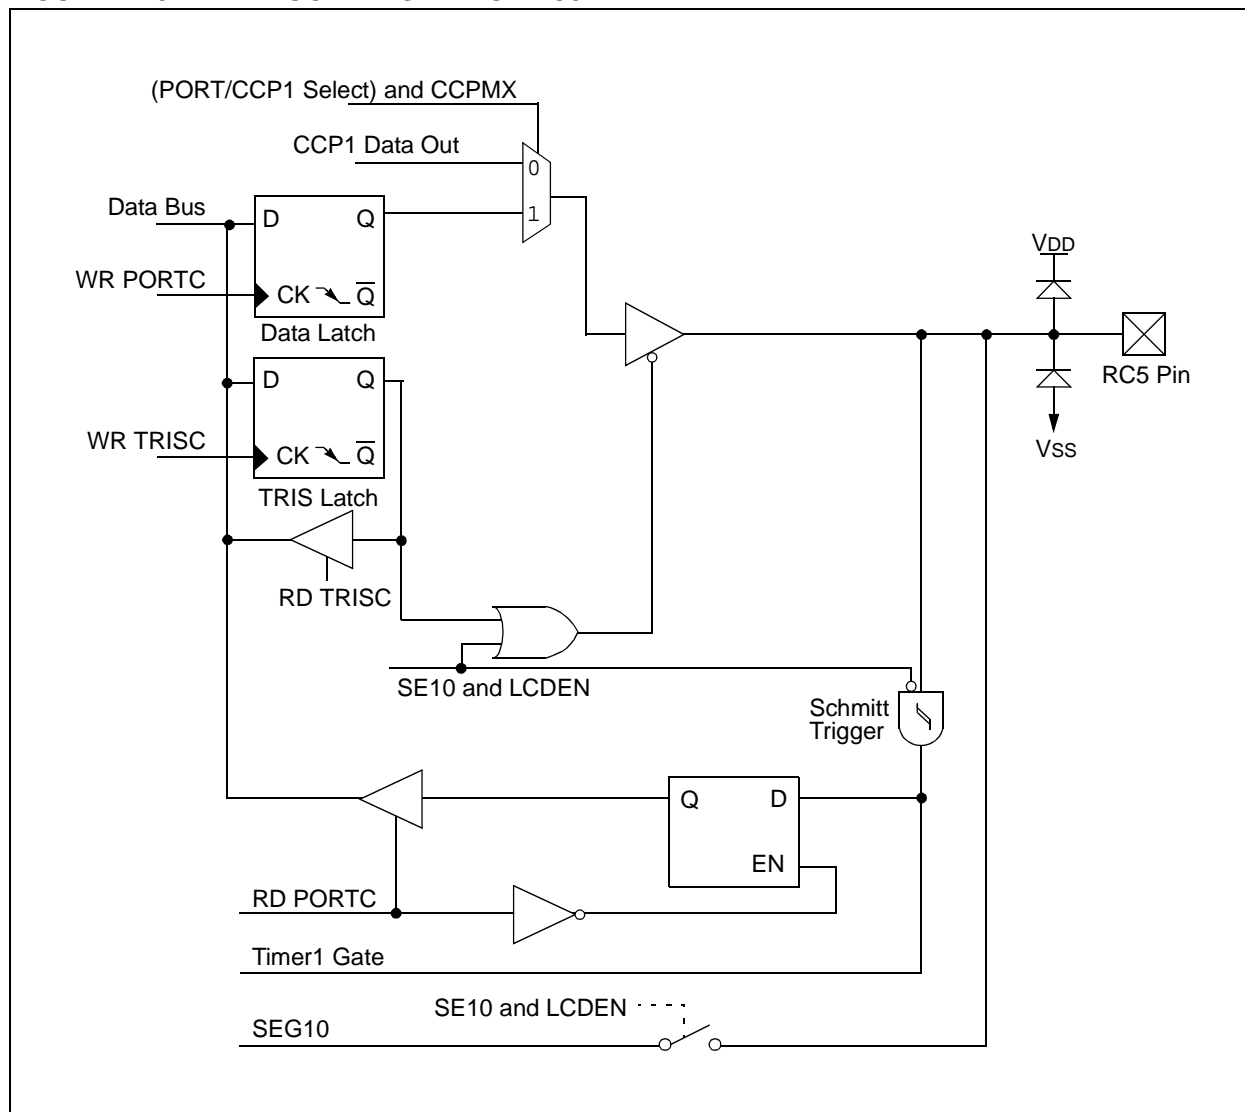 (PORT/CCP1 Select) and CCPMX
CCP1 Data Out
0
1
Data Bus
D Q
WR PORTC
CK Q
Data Latch
D Q
WR TRISC
CK Q
TRIS Latch
RD TRISC
VDD
RC5 Pin
VSS
SE10 and LCDEN
Schmitt
Trigger
Q D
EN
RD PORTC
Timer1 Gate
SE10 and LCDEN
SEG10